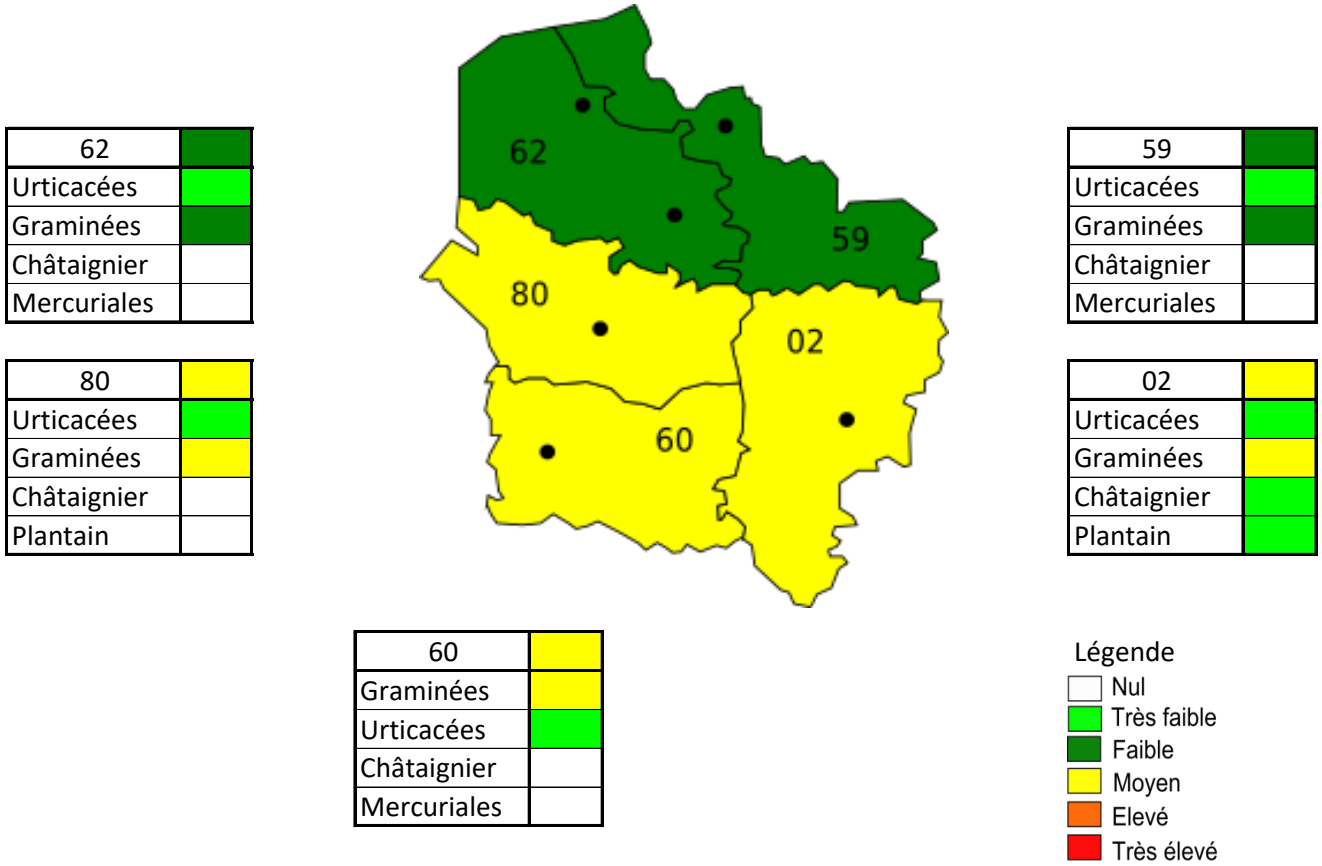 62
Urticacées
Graminées
Châtaignier
Mercuriales
80
Urticacées
Graminées
Châtaignier
Plantain
62
59
80
02
60
59
Urticacées
Graminées
Châtaignier
Mercuriales
02
Urticacées
Graminées
Châtaignier
Plantain
60
Graminées
Urticacées
Châtaignier
Mercuriales
Légende
Nul
Très faible
Faible
Moyen
Elevé
Très élevé